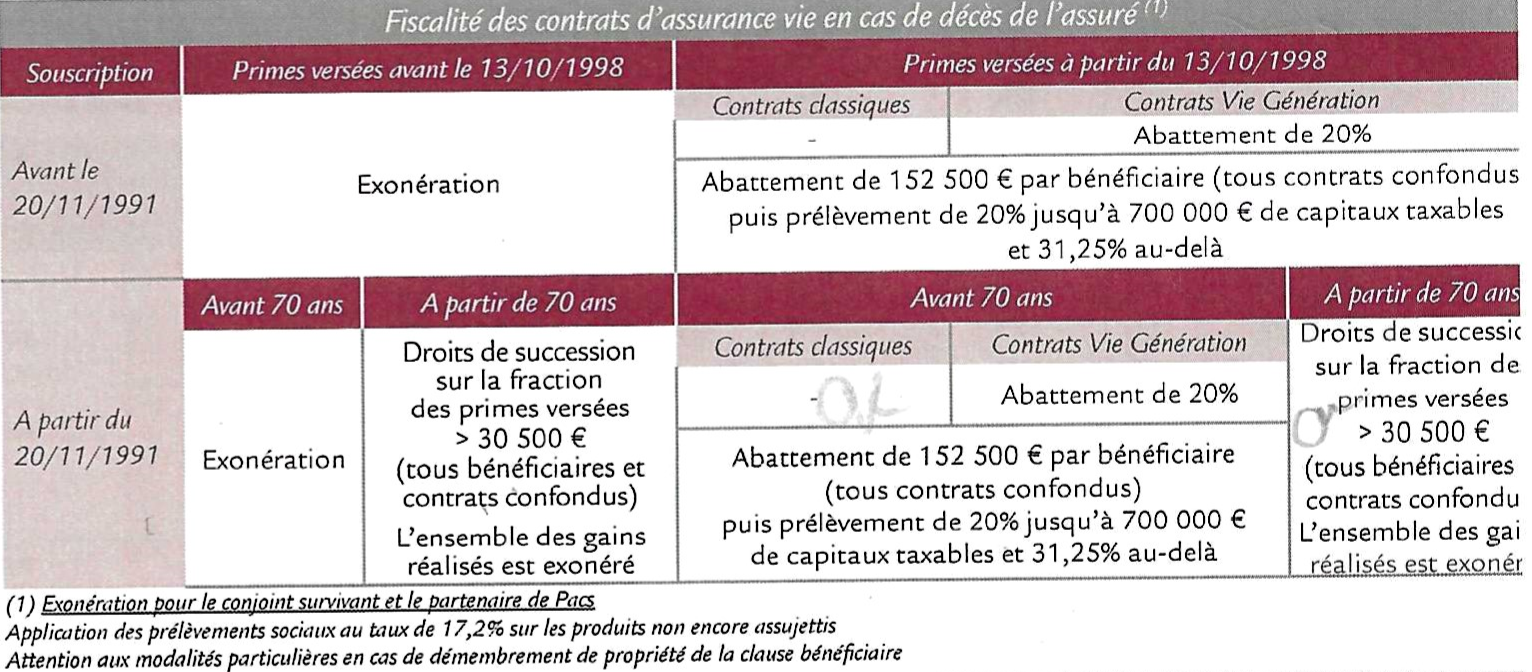 Fiscalité des contrats d'assurance vie en cas de décès de l'assuré (1)
Souscription
Primes versées avant le 13/10/1998
Primes versées à partir du 13/10/1998
Contrats classiques
Contrats Vie Génération
-
Abattement de 20%
Avant le
20/11/1991
Exonération
Abattement de 152 500 € par bénéficiaire (tous contrats confondus
puis prélèvement de 20% jusqu'à 700 000 € de capitaux taxables
et 31,25% au-delà
Avant 70 ans
A partir de 70 ans
Avant 70 ans
A partir de 70 ans
A partir du
20/11/1991
Exonération
Droits de succession
sur la fraction
des primes versées
> 30 500 €
(tous bénéficiaires et
contrats confondus)
L'ensemble des gains
réalisés est exonéré
Contrats classiques
Contrats Vie Génération
-
Abattement de 20%
Abattement de 152 500 € par bénéficiaire
(tous contrats confondus)
puis prélèvement de 20% jusqu'à 700 000 €
de capitaux taxables et 31,25% au-delà
Droits de successio
sur la fraction de
primes versées
> 30 500 €
(tous bénéficiaires
contrats confondu
L'ensemble des gai
réalisés est exonér
(1) Exonération pour le conjoint survivant et le partenaire de Pacs
Application des prélèvements sociaux au taux de 17,2% sur les produits non encore assujettis
Attention aux modalités particulières en cas de démembrement de propriété de la clause bénéficiaire